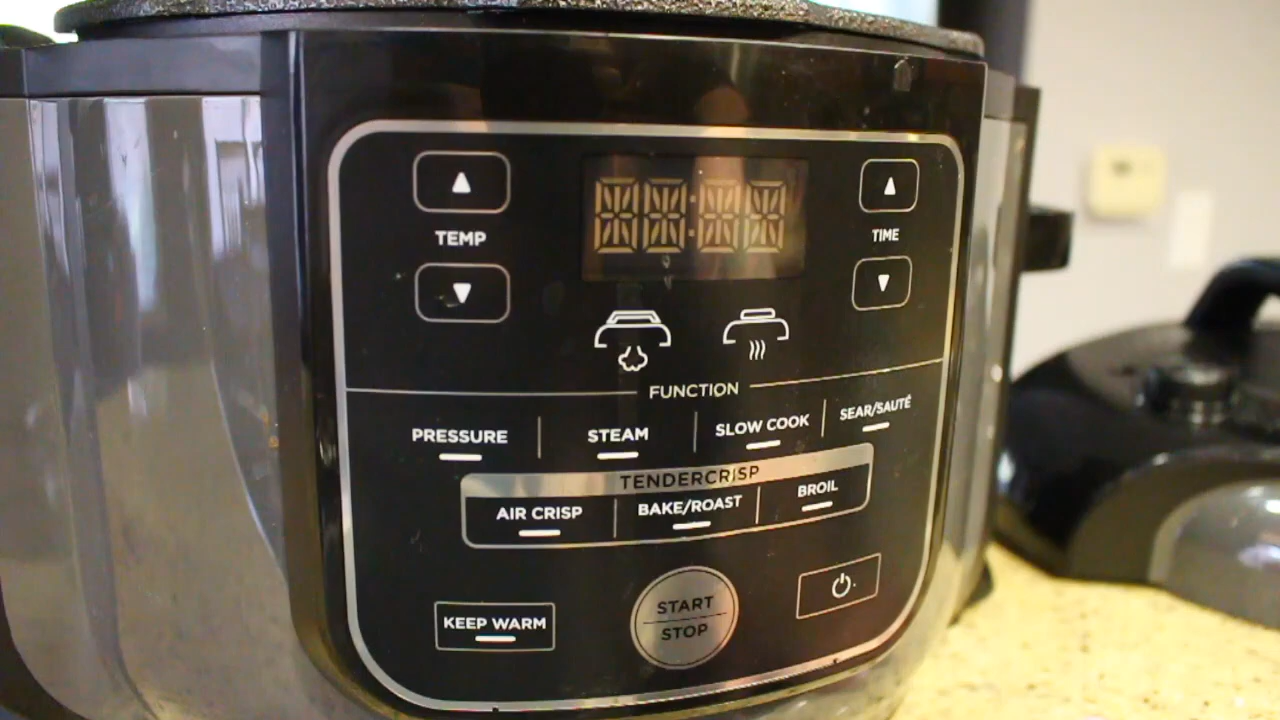 TEMP
TIME
FUNCTION
PRESSURE
STEAM
SLOW COOK
SEAR/SAUTÉ
TENDERCRISP
AIR CRISP
BAKE/ROAST
BROIL
KEEP WARM
START
STOP